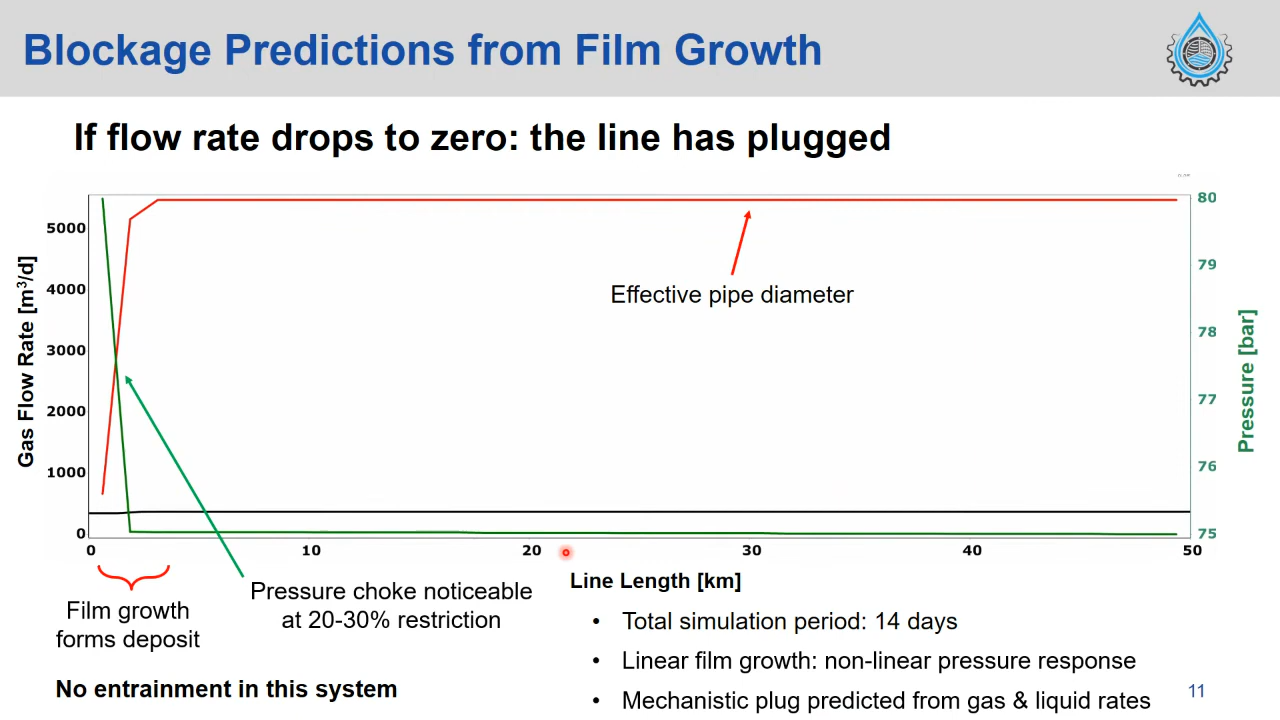 Blockage Predictions from Film Growth
If flow rate drops to zero: the line has plugged
Gas Flow Rate [m³/d]
5000
4000
3000
2000
1000
0
80
79
78
77
76
75
Pressure [bar]
Effective pipe diameter
0
10
20
30
40
50
Line Length [km]
Film growth
forms deposit
Pressure choke noticeable
at 20-30% restriction
No entrainment in this system
• Total simulation period: 14 days
• Linear film growth: non-linear pressure response
• Mechanistic plug predicted from gas & liquid rates
11